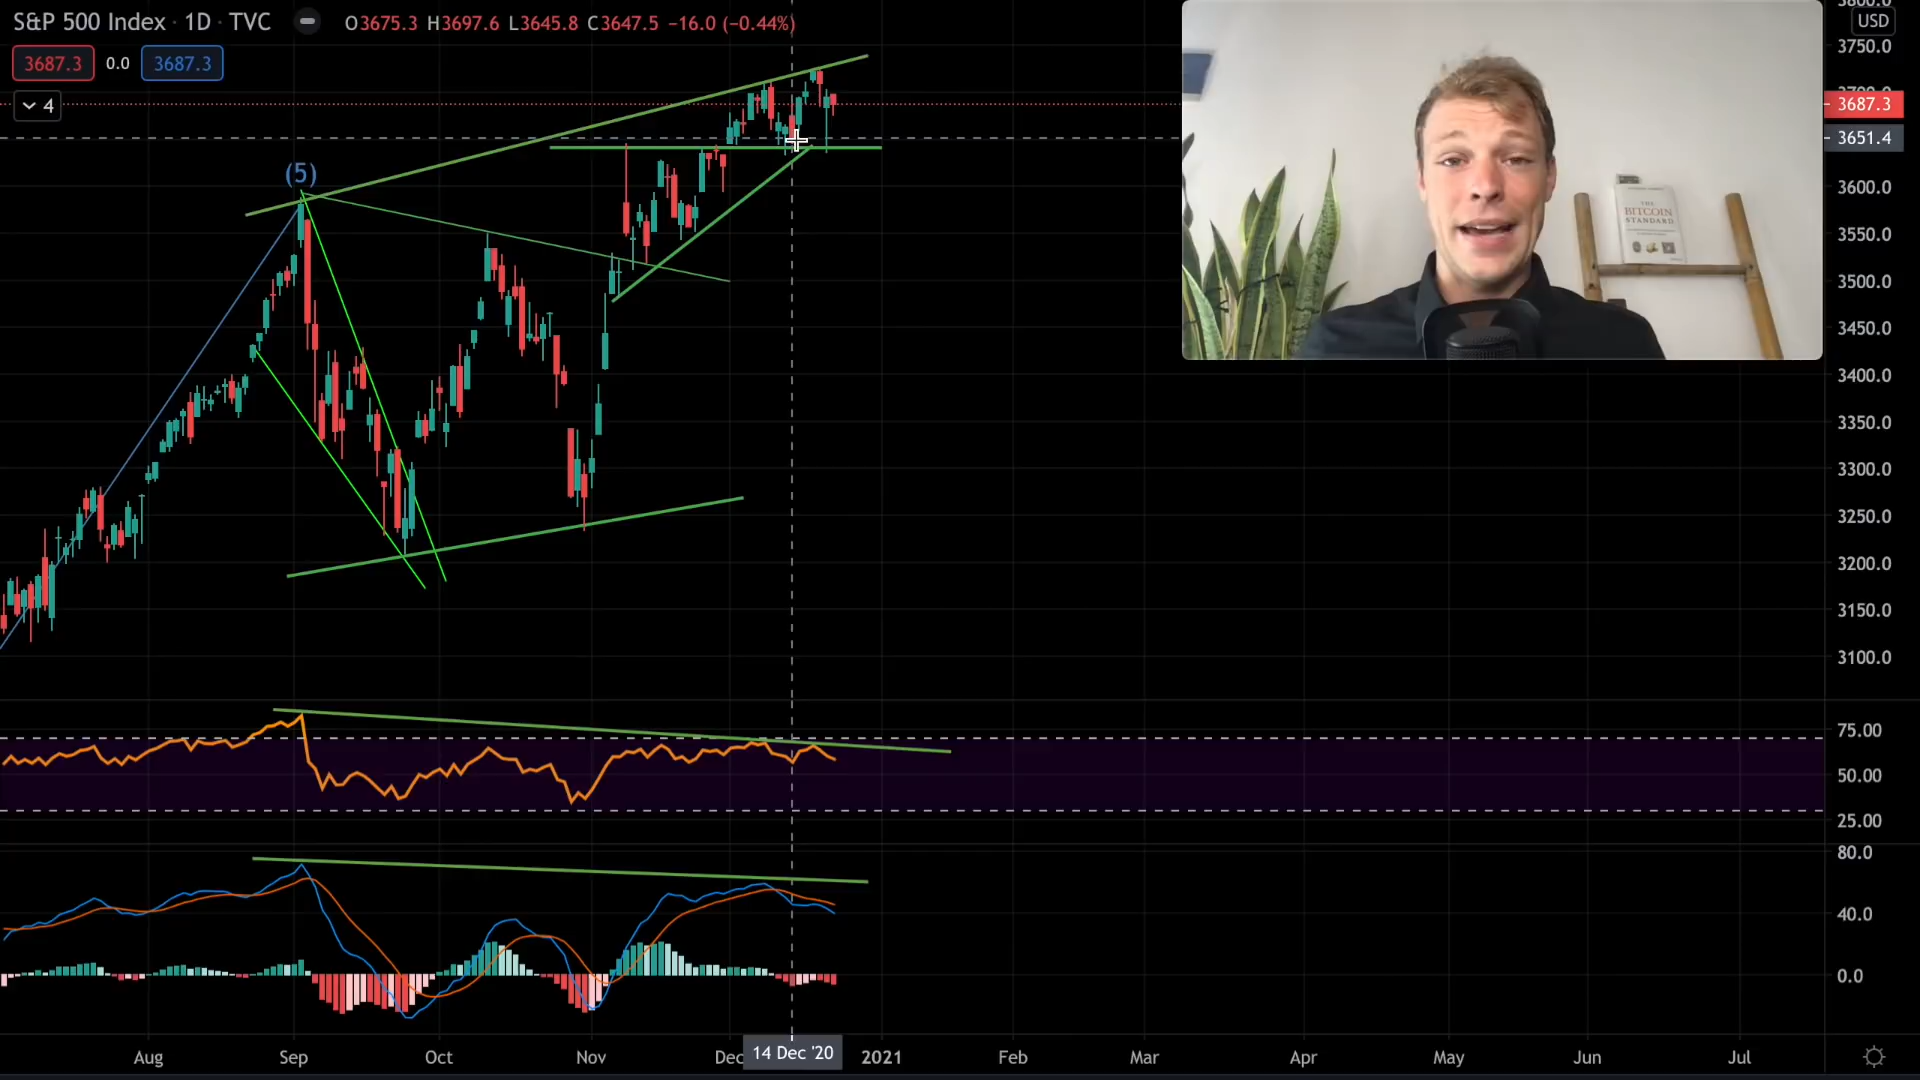 S&P 500 Index · 1D · TVC
O3675.3 H3697.6 L3645.8 C3647.5 −16.0 (−0.44%)
3687.3 0.0 3687.3
4
(5)
THE
BITCOIN
STANDARD
USD
3750.0
3687.3
3651.4
3600.0
3550.0
3500.0
3450.0
3400.0
3350.0
3300.0
3250.0
3200.0
3150.0
3100.0
75.00
50.00
25.00
80.0
40.0
0.0
Aug Sep Oct Nov Dec 14 Dec '20 2021 Feb Mar Apr May Jun Jul